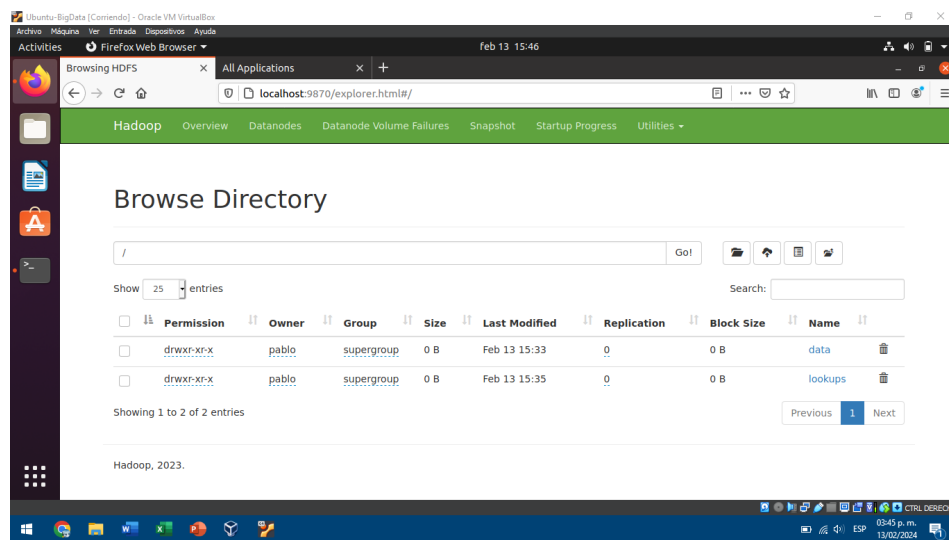 Ubuntu-BigData [Corriendo] - Oracle VM VirtualBox
Archivo Máquina Ver Entrada Dispositivos Ayuda
Activities Firefox Web Browser feb 13 15:46
Browsing HDFS All Applications
localhost:9870/explorer.html#/
Hadoop Overview Datanodes Datanode Volume Failures Snapshot Startup Progress Utilities
Browse Directory
/ Go!
Show 25 entries Search:
Permission Owner Group Size Last Modified Replication Block Size Name
drwxr-xr-x pablo supergroup 0 B Feb 13 15:33 0 0 B data
drwxr-xr-x pablo supergroup 0 B Feb 13 15:35 0 0 B lookups
Showing 1 to 2 of 2 entries Previous 1 Next
Hadoop, 2023.
CTRL DERECH
ESP 03:45 p. m.
13/02/2024